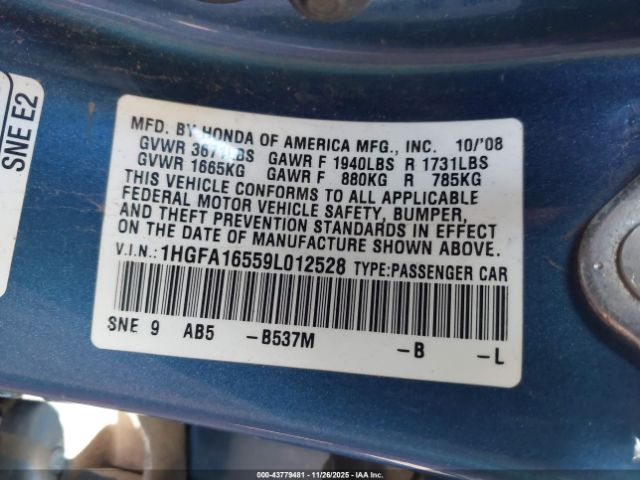 SNE E2
MFD. BY HONDA OF AMERICA MFG., INC. 10/'08
GVWR 3671LBS GAWR F 1940LBS R 1731LBS
GVWR 1665KG GAWR F 880KG R 785KG
THIS VEHICLE CONFORMS TO ALL APPLICABLE
FEDERAL MOTOR VEHICLE SAFETY, BUMPER,
AND THEFT PREVENTION STANDARDS IN EFFECT
ON THE DATE OF MANUFACTURE SHOWN ABOVE.
V.I.N.: 1HGFA16559L012528 TYPE:PASSENGER CAR
SNE 9 AB5 -B537M -B -L
00-43779481 - 11/26/2025 - IAA Inc.